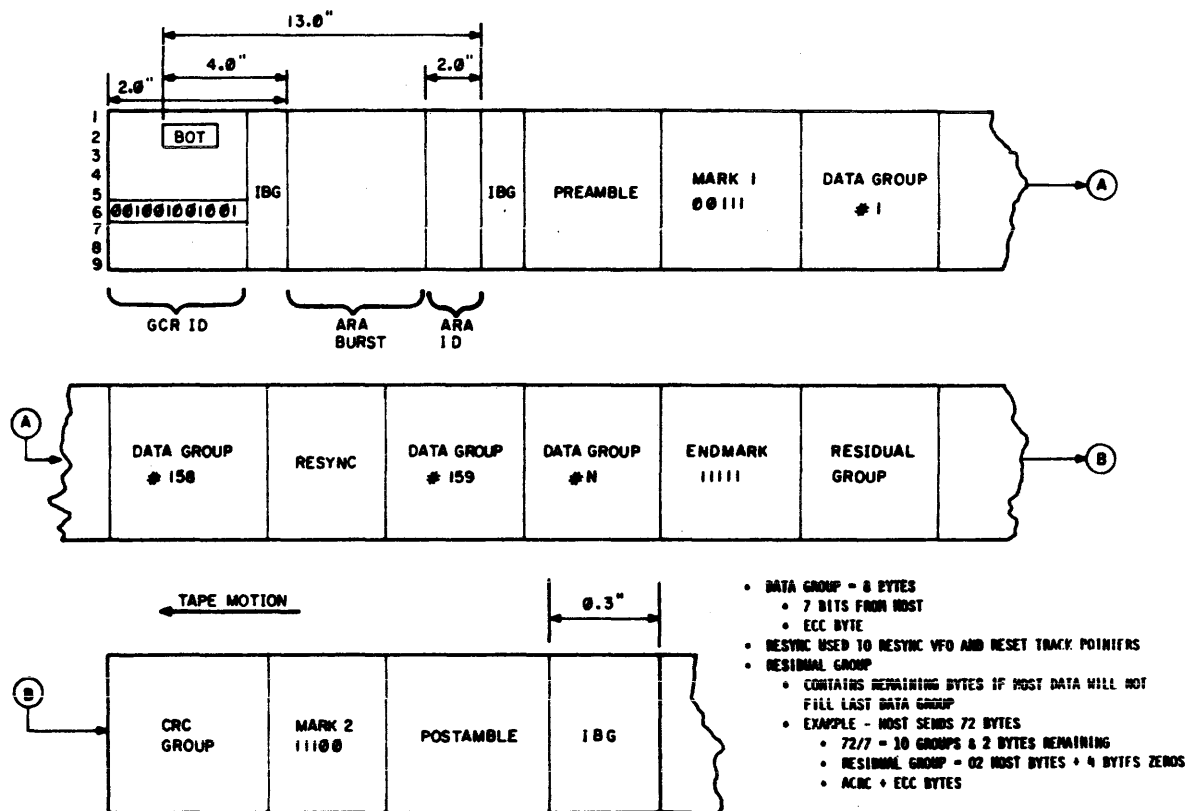 13.0"
4.0"
2.0"
2.0"
1
2
3
4
5
6
7
8
9
BOT
001001001001
IBG
IBG
PREAMBLE
MARK 1
00111
DATA GROUP
# 1
A
GCR ID
ARA
BURST
ARA
ID
A
DATA GROUP
# 158
RESYNC
DATA GROUP
# 159
DATA GROUP
# N
ENDMARK
11111
RESIDUAL
GROUP
B
TAPE MOTION
0.3"
B
CRC
GROUP
MARK 2
11100
POSTAMBLE
IBG
• DATA GROUP = 8 BYTES
• 7 BITS FROM HOST
• ECC BYTE
• RESYNC USED TO RESYNC VFO AND RESET TRACK POINTERS
• RESIDUAL GROUP
• CONTAINS REMAINING BYTES IF HOST DATA WILL NOT
FILL LAST DATA GROUP
• EXAMPLE - HOST SENDS 72 BYTES
• 72/7 = 10 GROUPS & 2 BYTES REMAINING
• RESIDUAL GROUP = 02 HOST BYTES + 4 BYTES ZEROS
• ACRC + ECC BYTES